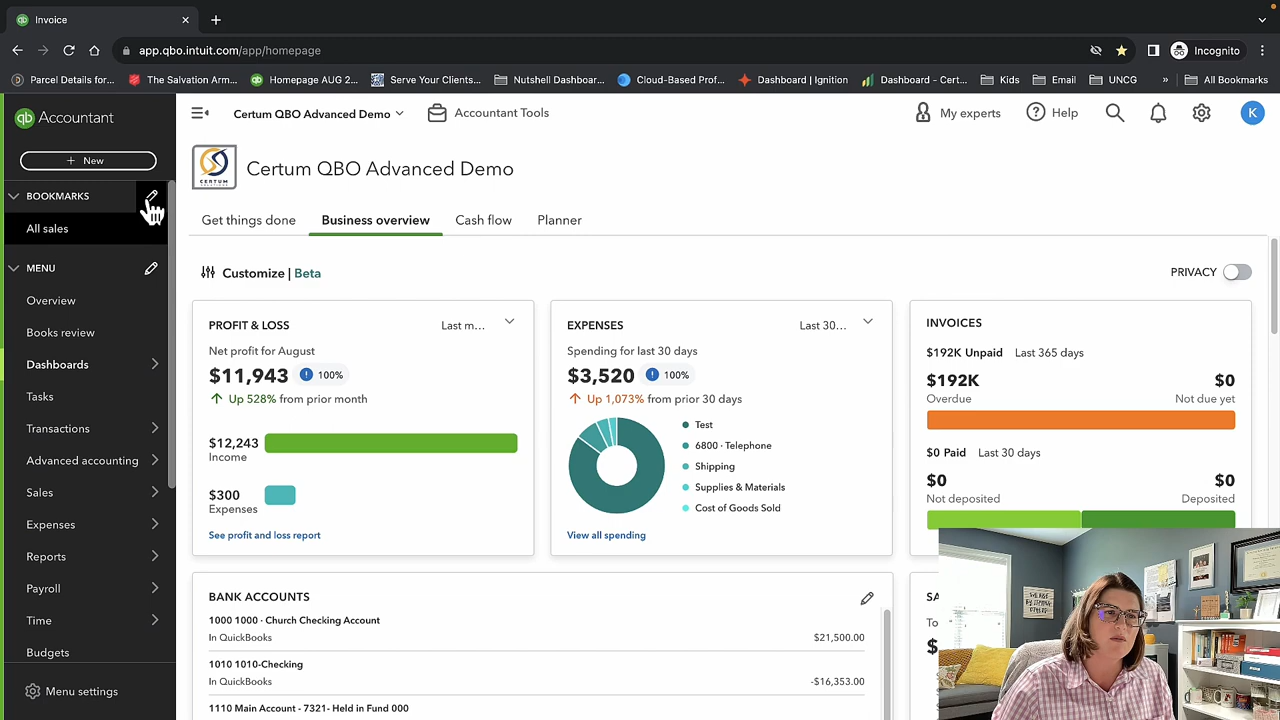 Invoice
app.qbo.intuit.com/app/homepage
Incognito
Parcel Details for...
The Salvation Arm...
Homepage AUG 2...
Serve Your Clients...
Nutshell Dashboar...
Cloud-Based Prof...
Dashboard | Ignition
Dashboard - Cert...
Kids
Email
UNCG
»
All Bookmarks
qb Accountant
+ New
BOOKMARKS
All sales
MENU
Overview
Books review
Dashboards
Tasks
Transactions
Advanced accounting
Sales
Expenses
Reports
Payroll
Time
Budgets
Menu settings
Certum QBO Advanced Demo
Accountant Tools
My experts
Help
K
CERTUM
Certum QBO Advanced Demo
Get things done
Business overview
Cash flow
Planner
Customize | Beta
PRIVACY
PROFIT & LOSS
Last m...
Net profit for August
$11,943
100%
Up 528% from prior month
$12,243
Income
$300
Expenses
See profit and loss report
EXPENSES
Last 30...
Spending for last 30 days
$3,520
100%
Up 1,073% from prior 30 days
Test
6800 · Telephone
Shipping
Supplies & Materials
Cost of Goods Sold
View all spending
INVOICES
$192K Unpaid Last 365 days
$192K
$0
Overdue
Not due yet
$0 Paid Last 30 days
$0
$0
Not deposited
Deposited
BANK ACCOUNTS
1000 1000 · Church Checking Account
In QuickBooks
$21,500.00
1010 1010-Checking
In QuickBooks
-$16,353.00
1110 Main Account - 7321- Held in Fund 000